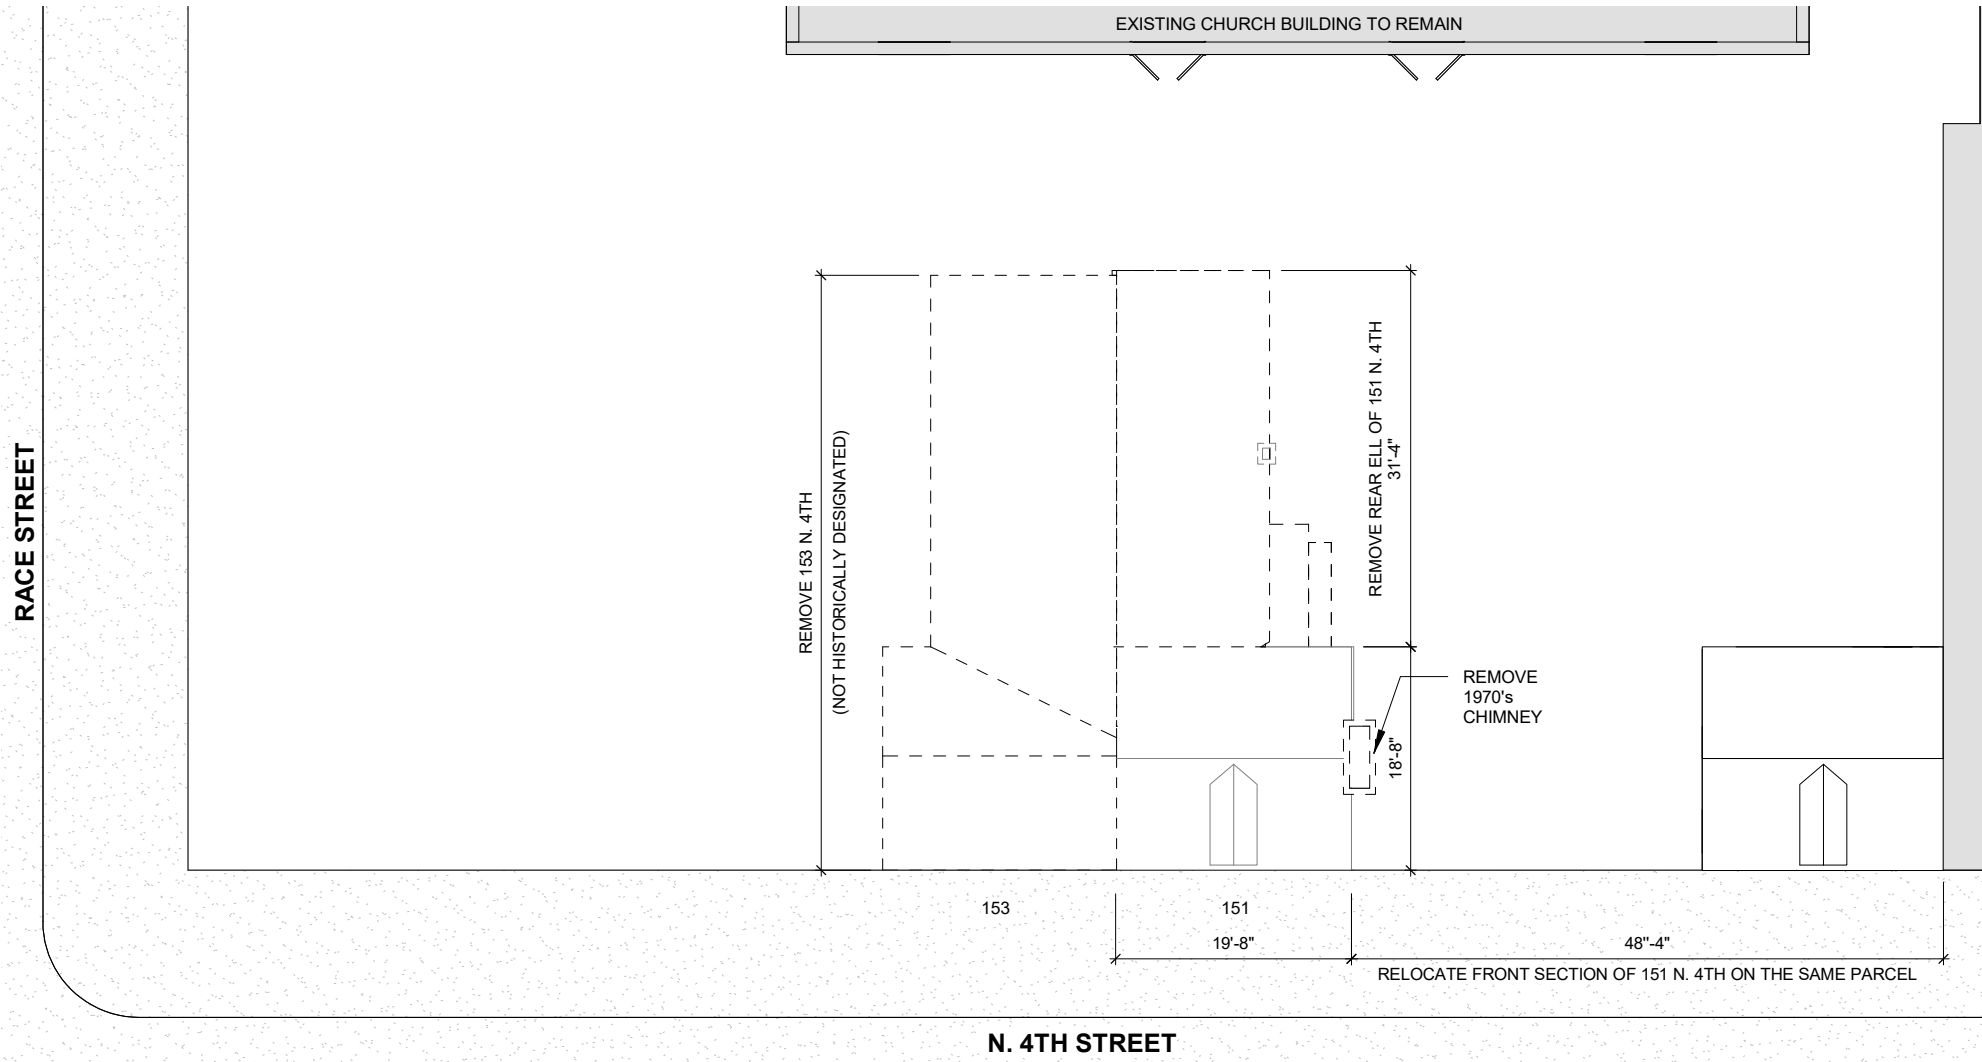 EXISTING CHURCH BUILDING TO REMAIN
RACE STREET
REMOVE 153 N. 4TH
(NOT HISTORICALLY DESIGNATED)
REMOVE REAR ELL OF 151 N. 4TH
31'-4"
REMOVE
1970's
CHIMNEY
18'-8"
153
151
19'-8"
48"-4"
RELOCATE FRONT SECTION OF 151 N. 4TH ON THE SAME PARCEL
N. 4TH STREET